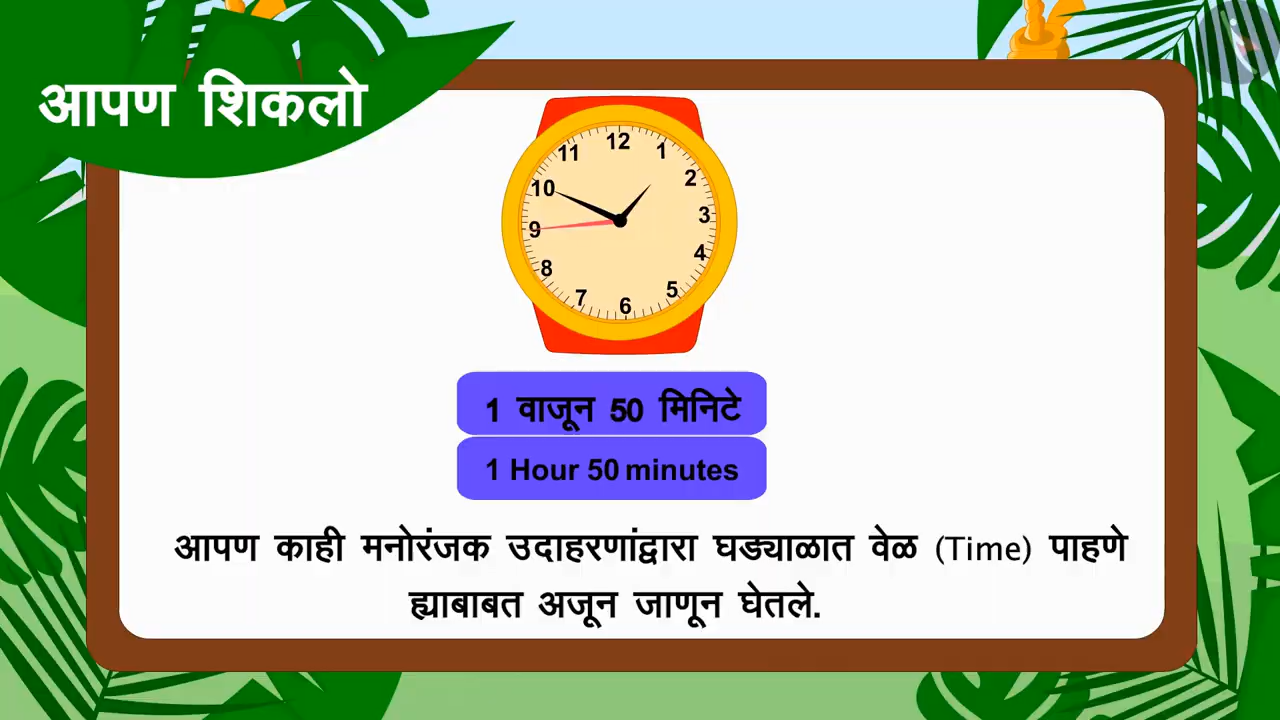 आपण शिकलो
12
11
1
10
2
9
3
8
4
7
5
6
1 वाजून 50 मिनिटे
1 Hour 50 minutes
आपण काही मनोरंजक उदाहरणांद्वारा घड्याळात वेळ (Time) पाहणे
ह्याबाबत अजून जाणून घेतले.